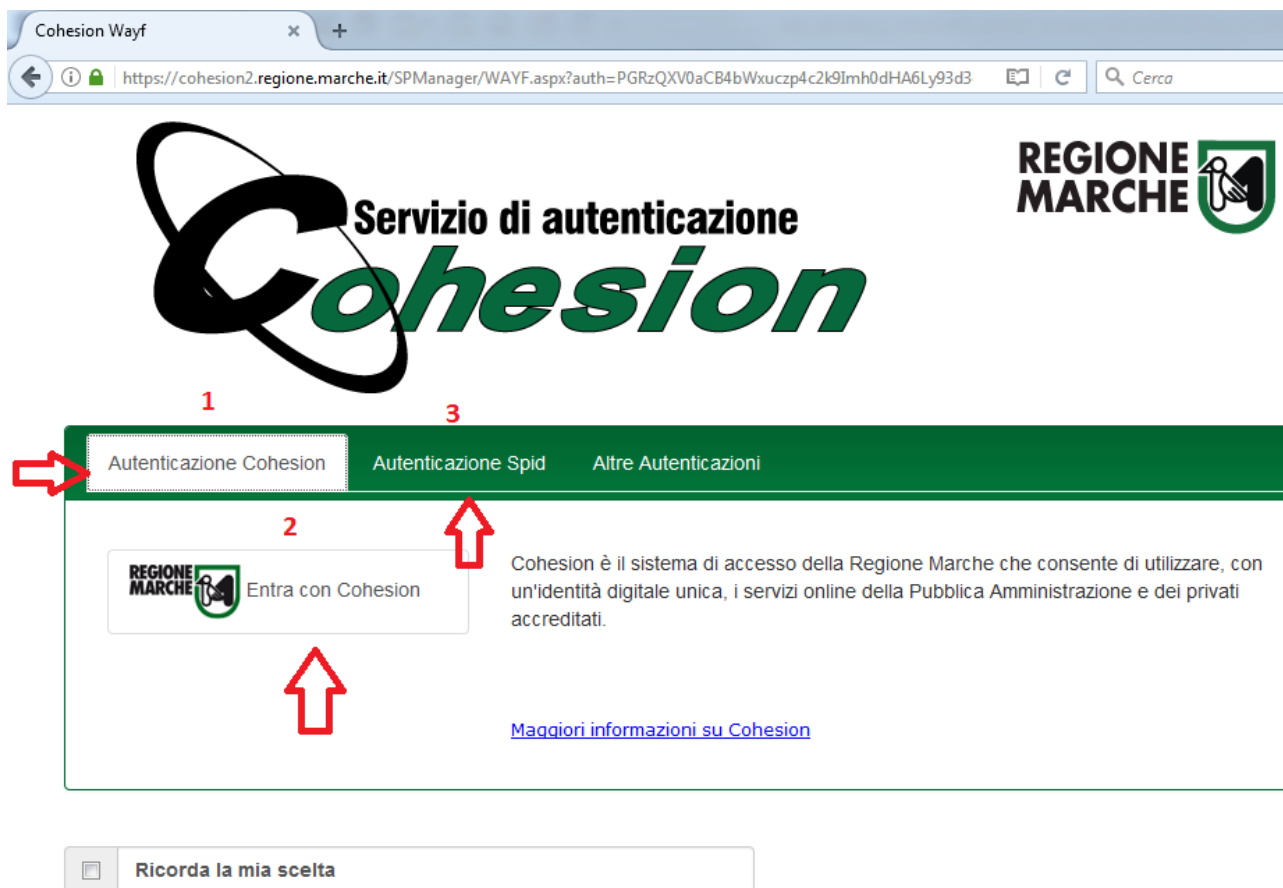 Cohesion Wayf
https://cohesion2.regione.marche.it/SPManager/WAYF.aspx?auth=PGRzQXV0aCB4bWxuczp4c2k9Imh0dHA6Ly93d3
Cerca
REGIONE
MARCHE
Servizio di autenticazione
Cohesion
1
3
Autenticazione Cohesion Autenticazione Spid Altre Autenticazioni
2
REGIONE
MARCHE
Entra con Cohesion
Cohesion è il sistema di accesso della Regione Marche che consente di utilizzare, con
un'identità digitale unica, i servizi online della Pubblica Amministrazione e dei privati
accreditati.
Maggiori informazioni su Cohesion
Ricorda la mia scelta